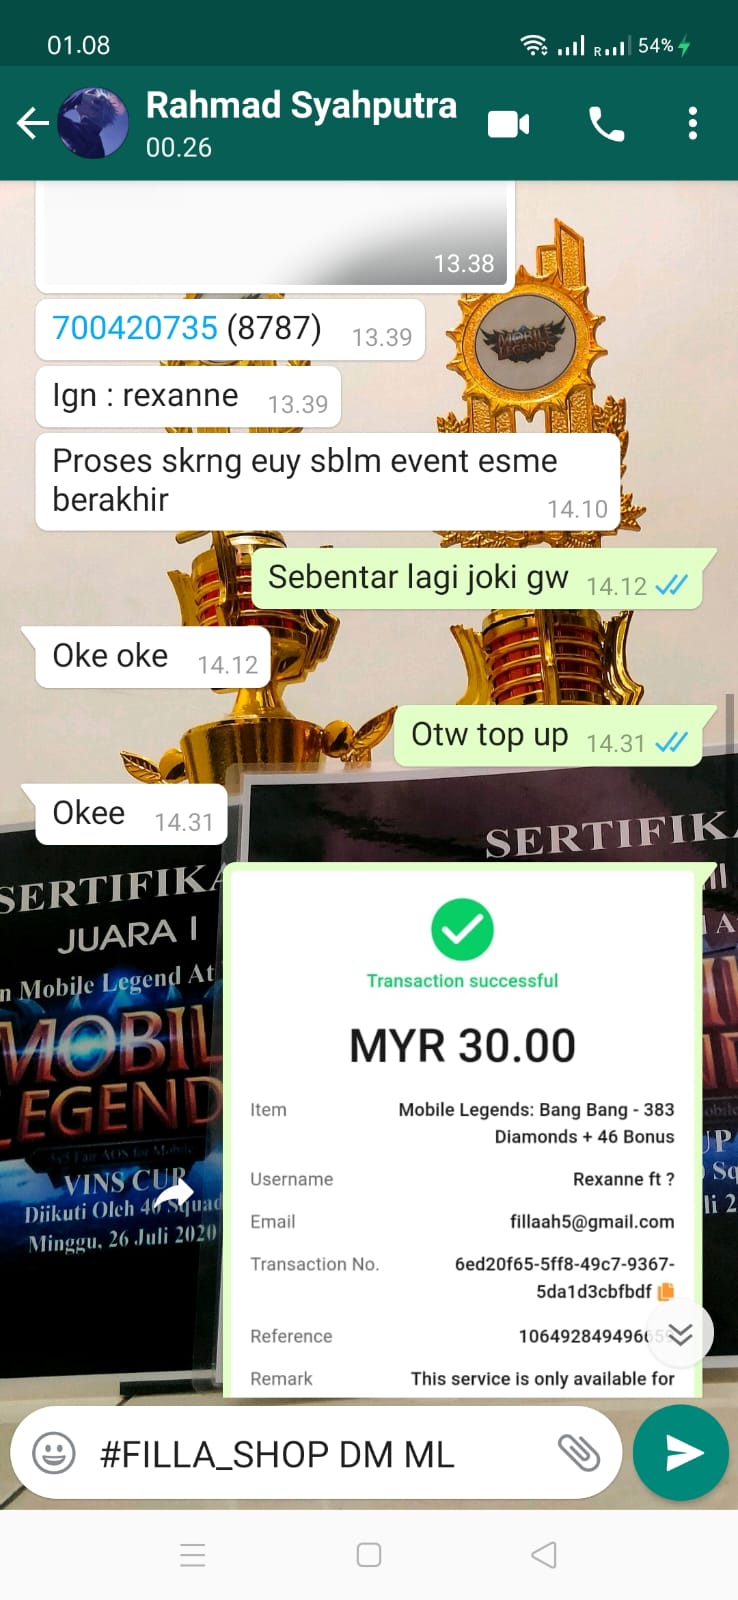 01.08
R
54%
Rahmad Syahputra
00.26
13.38
700420735 (8787) 13.39
Ign : rexanne 13.39
Proses skrng euy sblm event esme
berakhir 14.10
Sebentar lagi joki gw 14.12
Oke oke 14.12
Otw top up 14.31
Okee 14.31
MOBILE
LEGENDS
SERTIFIK
SERTIFIKA
JUARA I
n Mobile Legend At
MOBIL
LEGEND
VINS CUP
Diikuti Oleh 40 Squad
Minggu, 26 Juli 2020
Transaction successful
MYR 30.00
Item Mobile Legends: Bang Bang - 383
Diamonds + 46 Bonus
Username Rexanne ft ?
Email fillaah5@gmail.com
Transaction No. 6ed20f65-5ff8-49c7-9367-
5da1d3cbfbdf
Reference 106492849496
Remark This service is only available for
#FILLA_SHOP DM ML